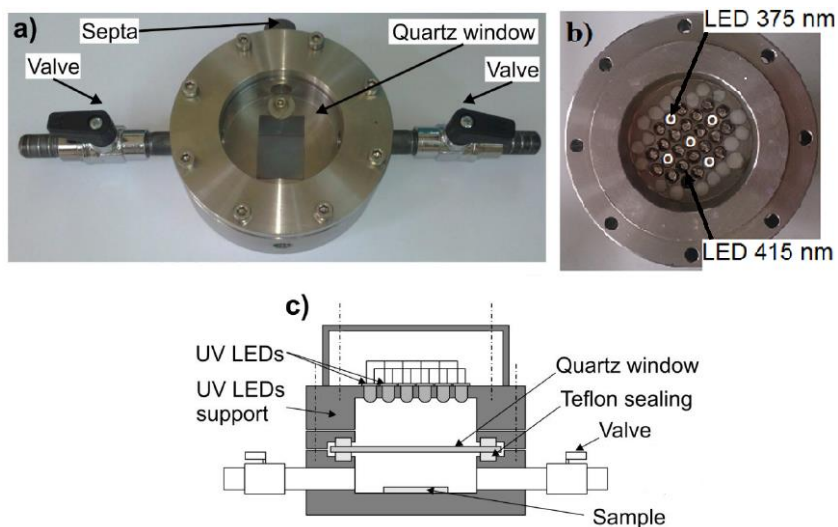 a)
Septa
Quartz window
Valve
Valve
b)
LED 375 nm
LED 415 nm
c)
UV LEDs
UV LEDs
support
Quartz window
Teflon sealing
Valve
Sample